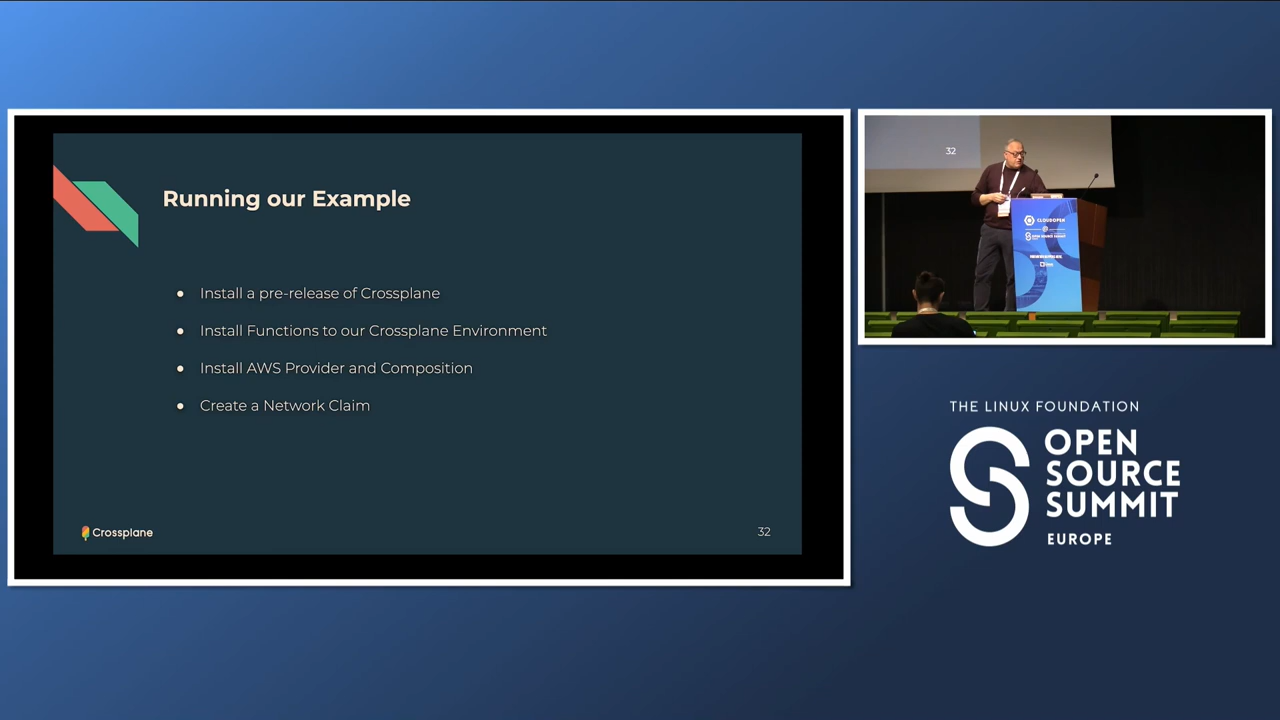 Running our Example
● Install a pre-release of Crossplane
● Install Functions to our Crossplane Environment
● Install AWS Provider and Composition
● Create a Network Claim
Crossplane
32
32
CLOUDOPEN
THE LINUX FOUNDATION
OPEN
SOURCE
SUMMIT
EUROPE